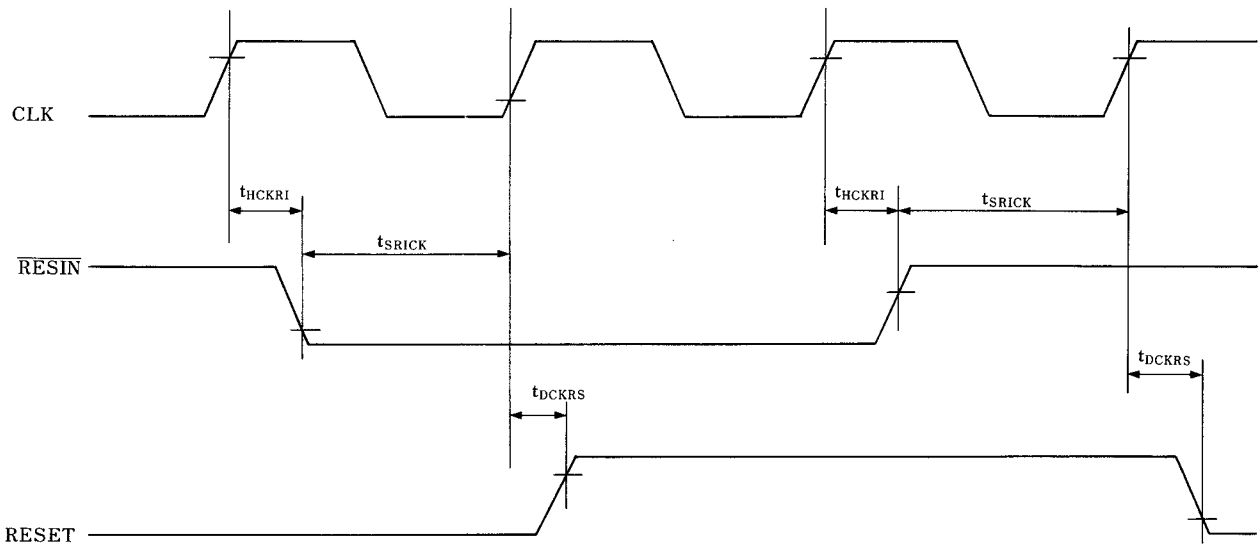 CLK
tHCKRI
tHCKRI
tSRICK
tSRICK
RESIN
tDCKRS
tDCKRS
RESET